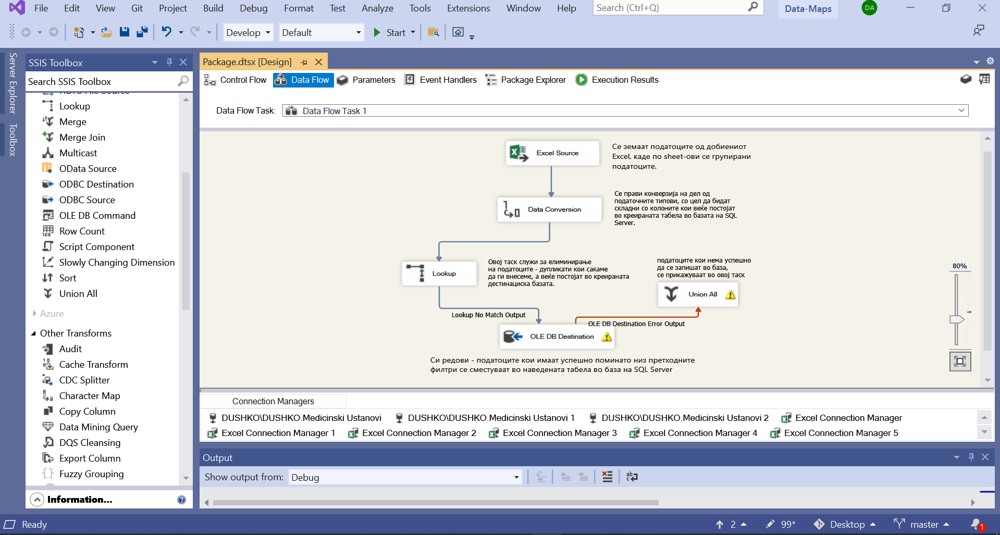 File Edit View Git Project Build Debug Format Test Analyze Tools Extensions Window Help Search (Ctrl+Q) Data-Maps DA
Develop Default Start
Server Explorer
Toolbox
SSIS Toolbox
Search SSIS Toolbox
HDFS File Source
Lookup
Merge
Merge Join
Multicast
OData Source
ODBC Destination
ODBC Source
OLE DB Command
Row Count
Script Component
Slowly Changing Dimension
Sort
Union All
Azure
Other Transforms
Audit
Cache Transform
CDC Splitter
Character Map
Copy Column
Data Mining Query
DQS Cleansing
Export Column
Fuzzy Grouping
Information...
Package.dtsx [Design]
Control Flow Data Flow Parameters Event Handlers Package Explorer Execution Results
Data Flow Task: Data Flow Task 1
Excel Source
Се земаат податоците од добиениот
Excel, каде по sheet-ови се групирани
податоците.
Data Conversion
Се прави конверзија на дел од
податочните типови, со цел да бидат
складни со колоните кои веќе постојат
во креираната табела во базата на SQL
Server.
Lookup
Овој таск служи за елиминирање
на податоците - дупликати кои сакаме
да ги внесеме, а веќе постојат во креираната
дестинациска базата.
податоците кои нема успешно
да се запишат во база,
се прикажуваат во овој таск
Union All
Lookup No Match Output
OLE DB Destination Error Output
OLE DB Destination
Си редови - податоците кои имаат успешно поминато низ претходните
филтри се сместуваат во наведената табела во база на SQL Server
80%
Connection Managers
DUSHKO\DUSHKO.Medicinski Ustanovi DUSHKO\DUSHKO.Medicinski Ustanovi 1 DUSHKO\DUSHKO.Medicinski Ustanovi 2 Excel Connection Manager
Excel Connection Manager 1 Excel Connection Manager 2 Excel Connection Manager 3 Excel Connection Manager 4 Excel Connection Manager 5
Output
Show output from: Debug
Ready 2 99* Desktop master 1